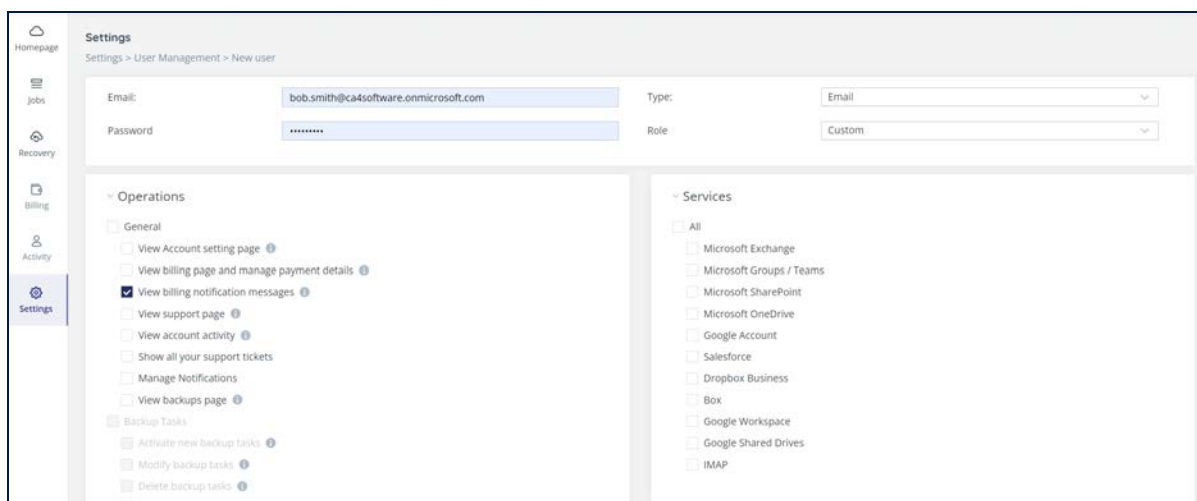 Homepage
Jobs
Recovery
Billing
Activity
Settings
Settings
Settings > User Management > New user
Email: bob.smith@ca4software.onmicrosoft.com Type: Email
Password ••••••••• Role Custom
Operations
General
View Account setting page
View billing page and manage payment details
View billing notification messages
View support page
View account activity
Show all your support tickets
Manage Notifications
View backups page
Backup Tasks
Activate new backup tasks
Modify backup tasks
Delete backup tasks
Services
All
Microsoft Exchange
Microsoft Groups / Teams
Microsoft SharePoint
Microsoft OneDrive
Google Account
Salesforce
Dropbox Business
Box
Google Workspace
Google Shared Drives
IMAP